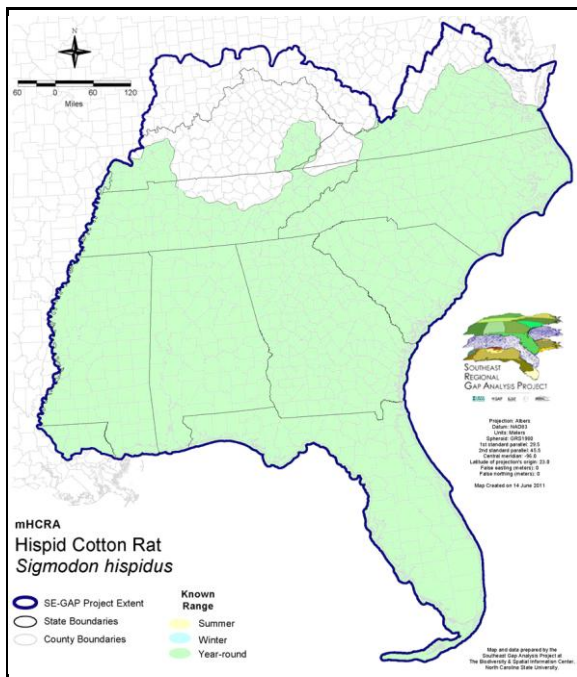 N
60 0 60 120
Miles
SOUTHEAST
REGIONAL
GAP ANALYSIS PROJECT
Projection: Albers
Datum: NAD83
Units: Meters
Spheroid: GRS1980
1st standard parallel: 29.5
2nd standard parallel: 45.5
Central meridian: -96.0
Latitude of projection's origin: 23.0
False easting (meters): 0
False northing (meters): 0
Map Created on 14 June 2011
mHCRA
Hispid Cotton Rat
Sigmodon hispidus
SE-GAP Project Extent
State Boundaries
County Boundaries
Known
Range
Summer
Winter
Year-round
Map and data prepared by the
Southeast Gap Analysis Project at
The Biodiversity & Spatial Information Center,
North Carolina State University.